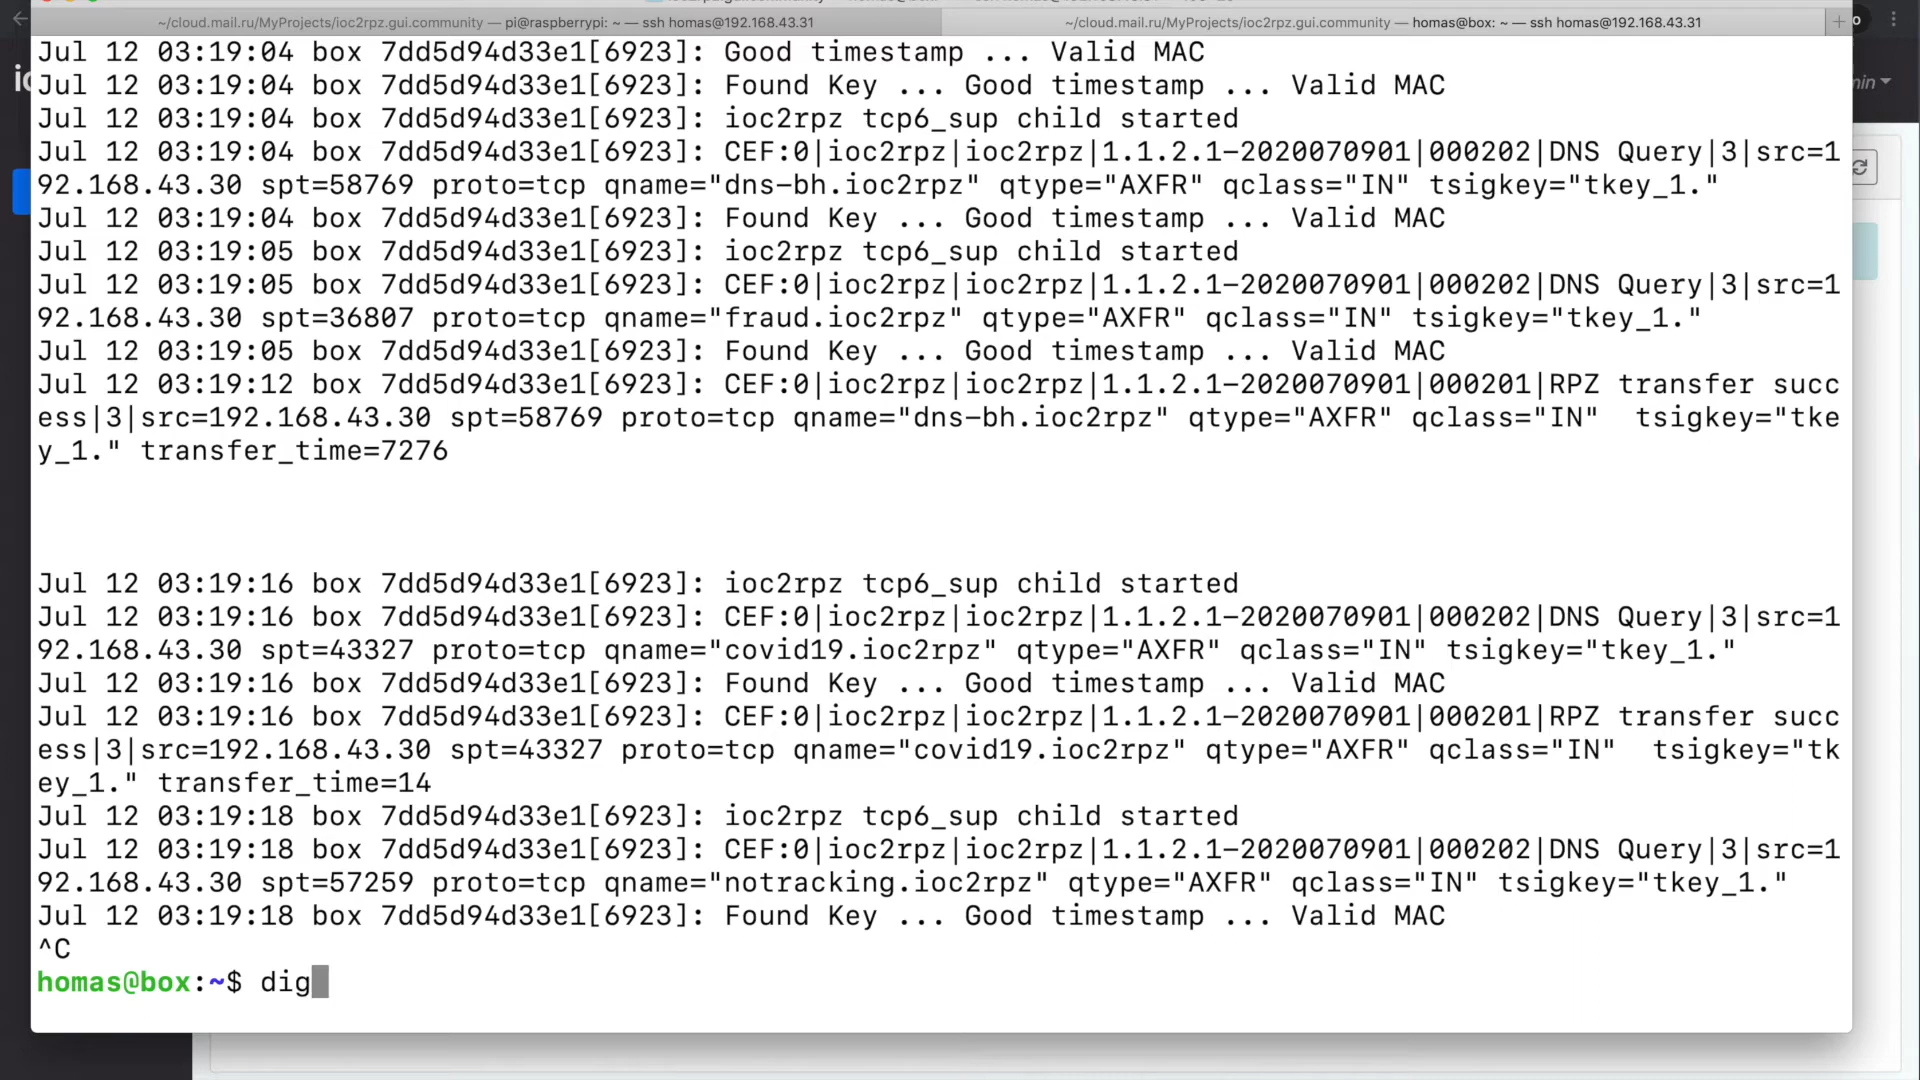 ~/cloud.mail.ru/MyProjects/ioc2rpz.gui.community — pi@raspberrypi: ~ — ssh homas@192.168.43.31
~/cloud.mail.ru/MyProjects/ioc2rpz.gui.community — homas@box: ~ — ssh homas@192.168.43.31
Jul 12 03:19:04 box 7dd5d94d33e1[6923]: Good timestamp ... Valid MAC
Jul 12 03:19:04 box 7dd5d94d33e1[6923]: Found Key ... Good timestamp ... Valid MAC
Jul 12 03:19:04 box 7dd5d94d33e1[6923]: ioc2rpz tcp6_sup child started
Jul 12 03:19:04 box 7dd5d94d33e1[6923]: CEF:0|ioc2rpz|ioc2rpz|1.1.2.1-2020070901|000202|DNS Query|3|src=1
92.168.43.30 spt=58769 proto=tcp qname="dns-bh.ioc2rpz" qtype="AXFR" qclass="IN" tsigkey="tkey_1."
Jul 12 03:19:04 box 7dd5d94d33e1[6923]: Found Key ... Good timestamp ... Valid MAC
Jul 12 03:19:05 box 7dd5d94d33e1[6923]: ioc2rpz tcp6_sup child started
Jul 12 03:19:05 box 7dd5d94d33e1[6923]: CEF:0|ioc2rpz|ioc2rpz|1.1.2.1-2020070901|000202|DNS Query|3|src=1
92.168.43.30 spt=36807 proto=tcp qname="fraud.ioc2rpz" qtype="AXFR" qclass="IN" tsigkey="tkey_1."
Jul 12 03:19:05 box 7dd5d94d33e1[6923]: Found Key ... Good timestamp ... Valid MAC
Jul 12 03:19:12 box 7dd5d94d33e1[6923]: CEF:0|ioc2rpz|ioc2rpz|1.1.2.1-2020070901|000201|RPZ transfer succ
ess|3|src=192.168.43.30 spt=58769 proto=tcp qname="dns-bh.ioc2rpz" qtype="AXFR" qclass="IN"  tsigkey="tke
y_1." transfer_time=7276
Jul 12 03:19:16 box 7dd5d94d33e1[6923]: ioc2rpz tcp6_sup child started
Jul 12 03:19:16 box 7dd5d94d33e1[6923]: CEF:0|ioc2rpz|ioc2rpz|1.1.2.1-2020070901|000202|DNS Query|3|src=1
92.168.43.30 spt=43327 proto=tcp qname="covid19.ioc2rpz" qtype="AXFR" qclass="IN" tsigkey="tkey_1."
Jul 12 03:19:16 box 7dd5d94d33e1[6923]: Found Key ... Good timestamp ... Valid MAC
Jul 12 03:19:16 box 7dd5d94d33e1[6923]: CEF:0|ioc2rpz|ioc2rpz|1.1.2.1-2020070901|000201|RPZ transfer succ
ess|3|src=192.168.43.30 spt=43327 proto=tcp qname="covid19.ioc2rpz" qtype="AXFR" qclass="IN"  tsigkey="tk
ey_1." transfer_time=14
Jul 12 03:19:18 box 7dd5d94d33e1[6923]: ioc2rpz tcp6_sup child started
Jul 12 03:19:18 box 7dd5d94d33e1[6923]: CEF:0|ioc2rpz|ioc2rpz|1.1.2.1-2020070901|000202|DNS Query|3|src=1
92.168.43.30 spt=57259 proto=tcp qname="notracking.ioc2rpz" qtype="AXFR" qclass="IN" tsigkey="tkey_1."
Jul 12 03:19:18 box 7dd5d94d33e1[6923]: Found Key ... Good timestamp ... Valid MAC
^C
homas@box:~$ dig